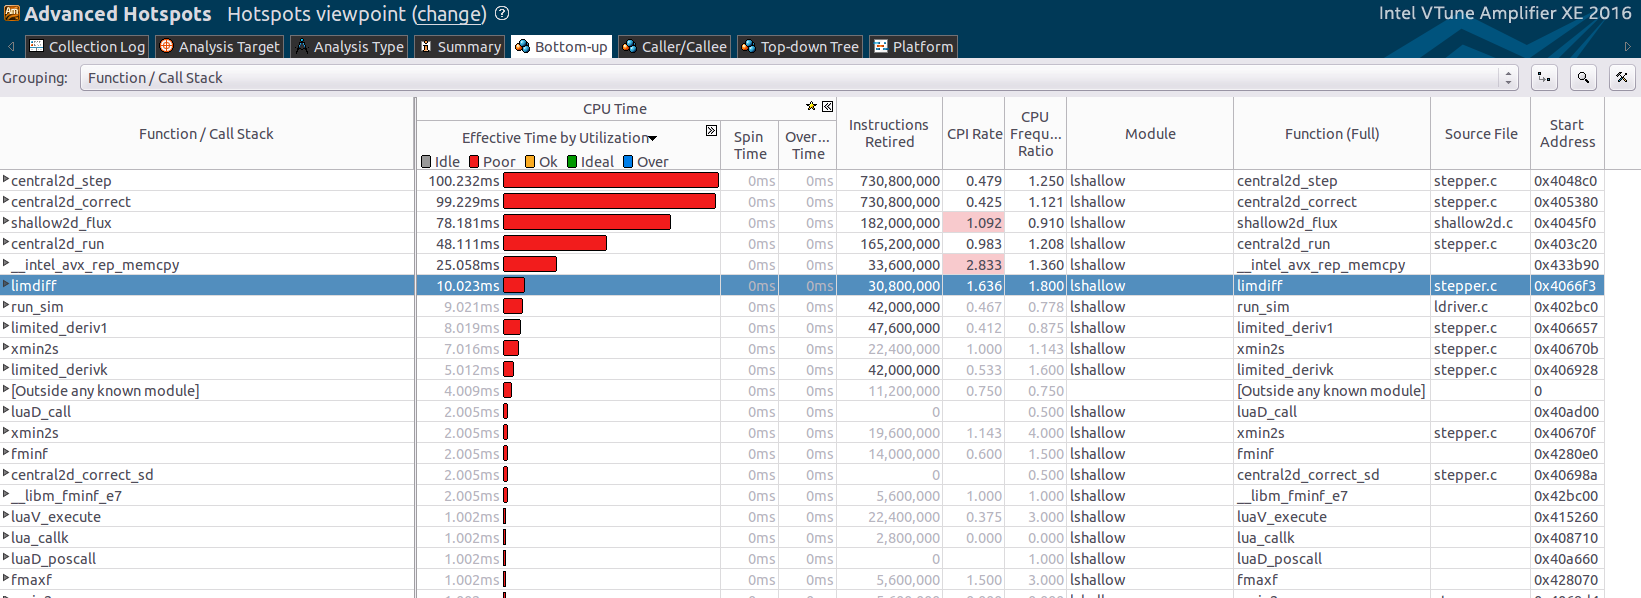 Advanced Hotspots Hotspots viewpoint (change) ? Intel VTune Amplifier XE 2016
Collection Log Analysis Target Analysis Type Summary Bottom-up Caller/Callee Top-down Tree Platform
Grouping: Function / Call Stack
Function / Call Stack CPU Time Instructions Retired CPI Rate CPU Frequ... Ratio Module Function (Full) Source File Start Address
Effective Time by Utilization Spin Time Over... Time
Idle Poor Ok Ideal Over
central2d_step 100.232ms 0ms 0ms 730,800,000 0.479 1.250 lshallow central2d_step stepper.c 0x4048c0
central2d_correct 99.229ms 0ms 0ms 730,800,000 0.425 1.121 lshallow central2d_correct stepper.c 0x405380
shallow2d_flux 78.181ms 0ms 0ms 182,000,000 1.092 0.910 lshallow shallow2d_flux shallow2d.c 0x4045f0
central2d_run 48.111ms 0ms 0ms 165,200,000 0.983 1.208 lshallow central2d_run stepper.c 0x403c20
__intel_avx_rep_memcpy 25.058ms 0ms 0ms 33,600,000 2.833 1.360 lshallow __intel_avx_rep_memcpy 0x433b90
limdiff 10.023ms 0ms 0ms 30,800,000 1.636 1.800 lshallow limdiff stepper.c 0x4066f3
run_sim 9.021ms 0ms 0ms 42,000,000 0.467 0.778 lshallow run_sim ldriver.c 0x402bc0
limited_deriv1 8.019ms 0ms 0ms 47,600,000 0.412 0.875 lshallow limited_deriv1 stepper.c 0x406657
xmin2s 7.016ms 0ms 0ms 22,400,000 1.000 1.143 lshallow xmin2s stepper.c 0x40670b
limited_derivk 5.012ms 0ms 0ms 42,000,000 0.533 1.600 lshallow limited_derivk stepper.c 0x406928
[Outside any known module] 4.009ms 0ms 0ms 11,200,000 0.750 0.750 [Outside any known module] 0
luaD_call 2.005ms 0ms 0ms 0 0.500 lshallow luaD_call 0x40ad00
xmin2s 2.005ms 0ms 0ms 19,600,000 1.143 4.000 lshallow xmin2s stepper.c 0x40670f
fminf 2.005ms 0ms 0ms 14,000,000 0.600 1.500 lshallow fminf 0x4280e0
central2d_correct_sd 2.005ms 0ms 0ms 0 0.500 lshallow central2d_correct_sd stepper.c 0x40698a
__libm_fminf_e7 2.005ms 0ms 0ms 5,600,000 1.000 1.000 lshallow __libm_fminf_e7 0x42bc00
luaV_execute 1.002ms 0ms 0ms 22,400,000 0.375 3.000 lshallow luaV_execute 0x415260
lua_callk 1.002ms 0ms 0ms 2,800,000 0.000 0.000 lshallow lua_callk 0x408710
luaD_poscall 1.002ms 0ms 0ms 0 1.000 lshallow luaD_poscall 0x40a660
fmaxf 1.002ms 0ms 0ms 5,600,000 1.500 3.000 lshallow fmaxf 0x428070